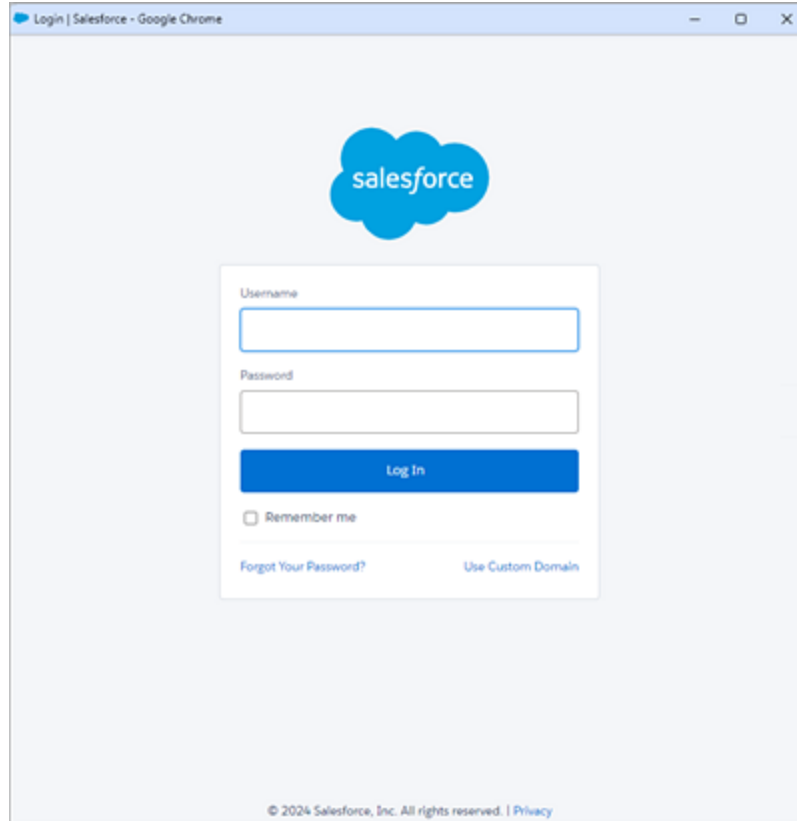 Login | Salesforce - Google Chrome
salesforce
Username
Password
Log In
Remember me
Forgot Your Password? Use Custom Domain
© 2024 Salesforce, Inc. All rights reserved. | Privacy